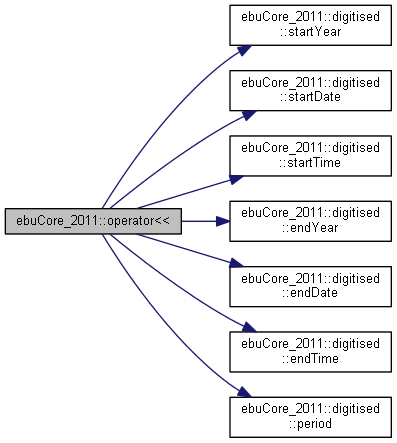 ebuCore_2011::digitised
::startYear
ebuCore_2011::digitised
::startDate
ebuCore_2011::digitised
::startTime
ebuCore_2011::operator<<
ebuCore_2011::digitised
::endYear
ebuCore_2011::digitised
::endDate
ebuCore_2011::digitised
::endTime
ebuCore_2011::digitised
::period